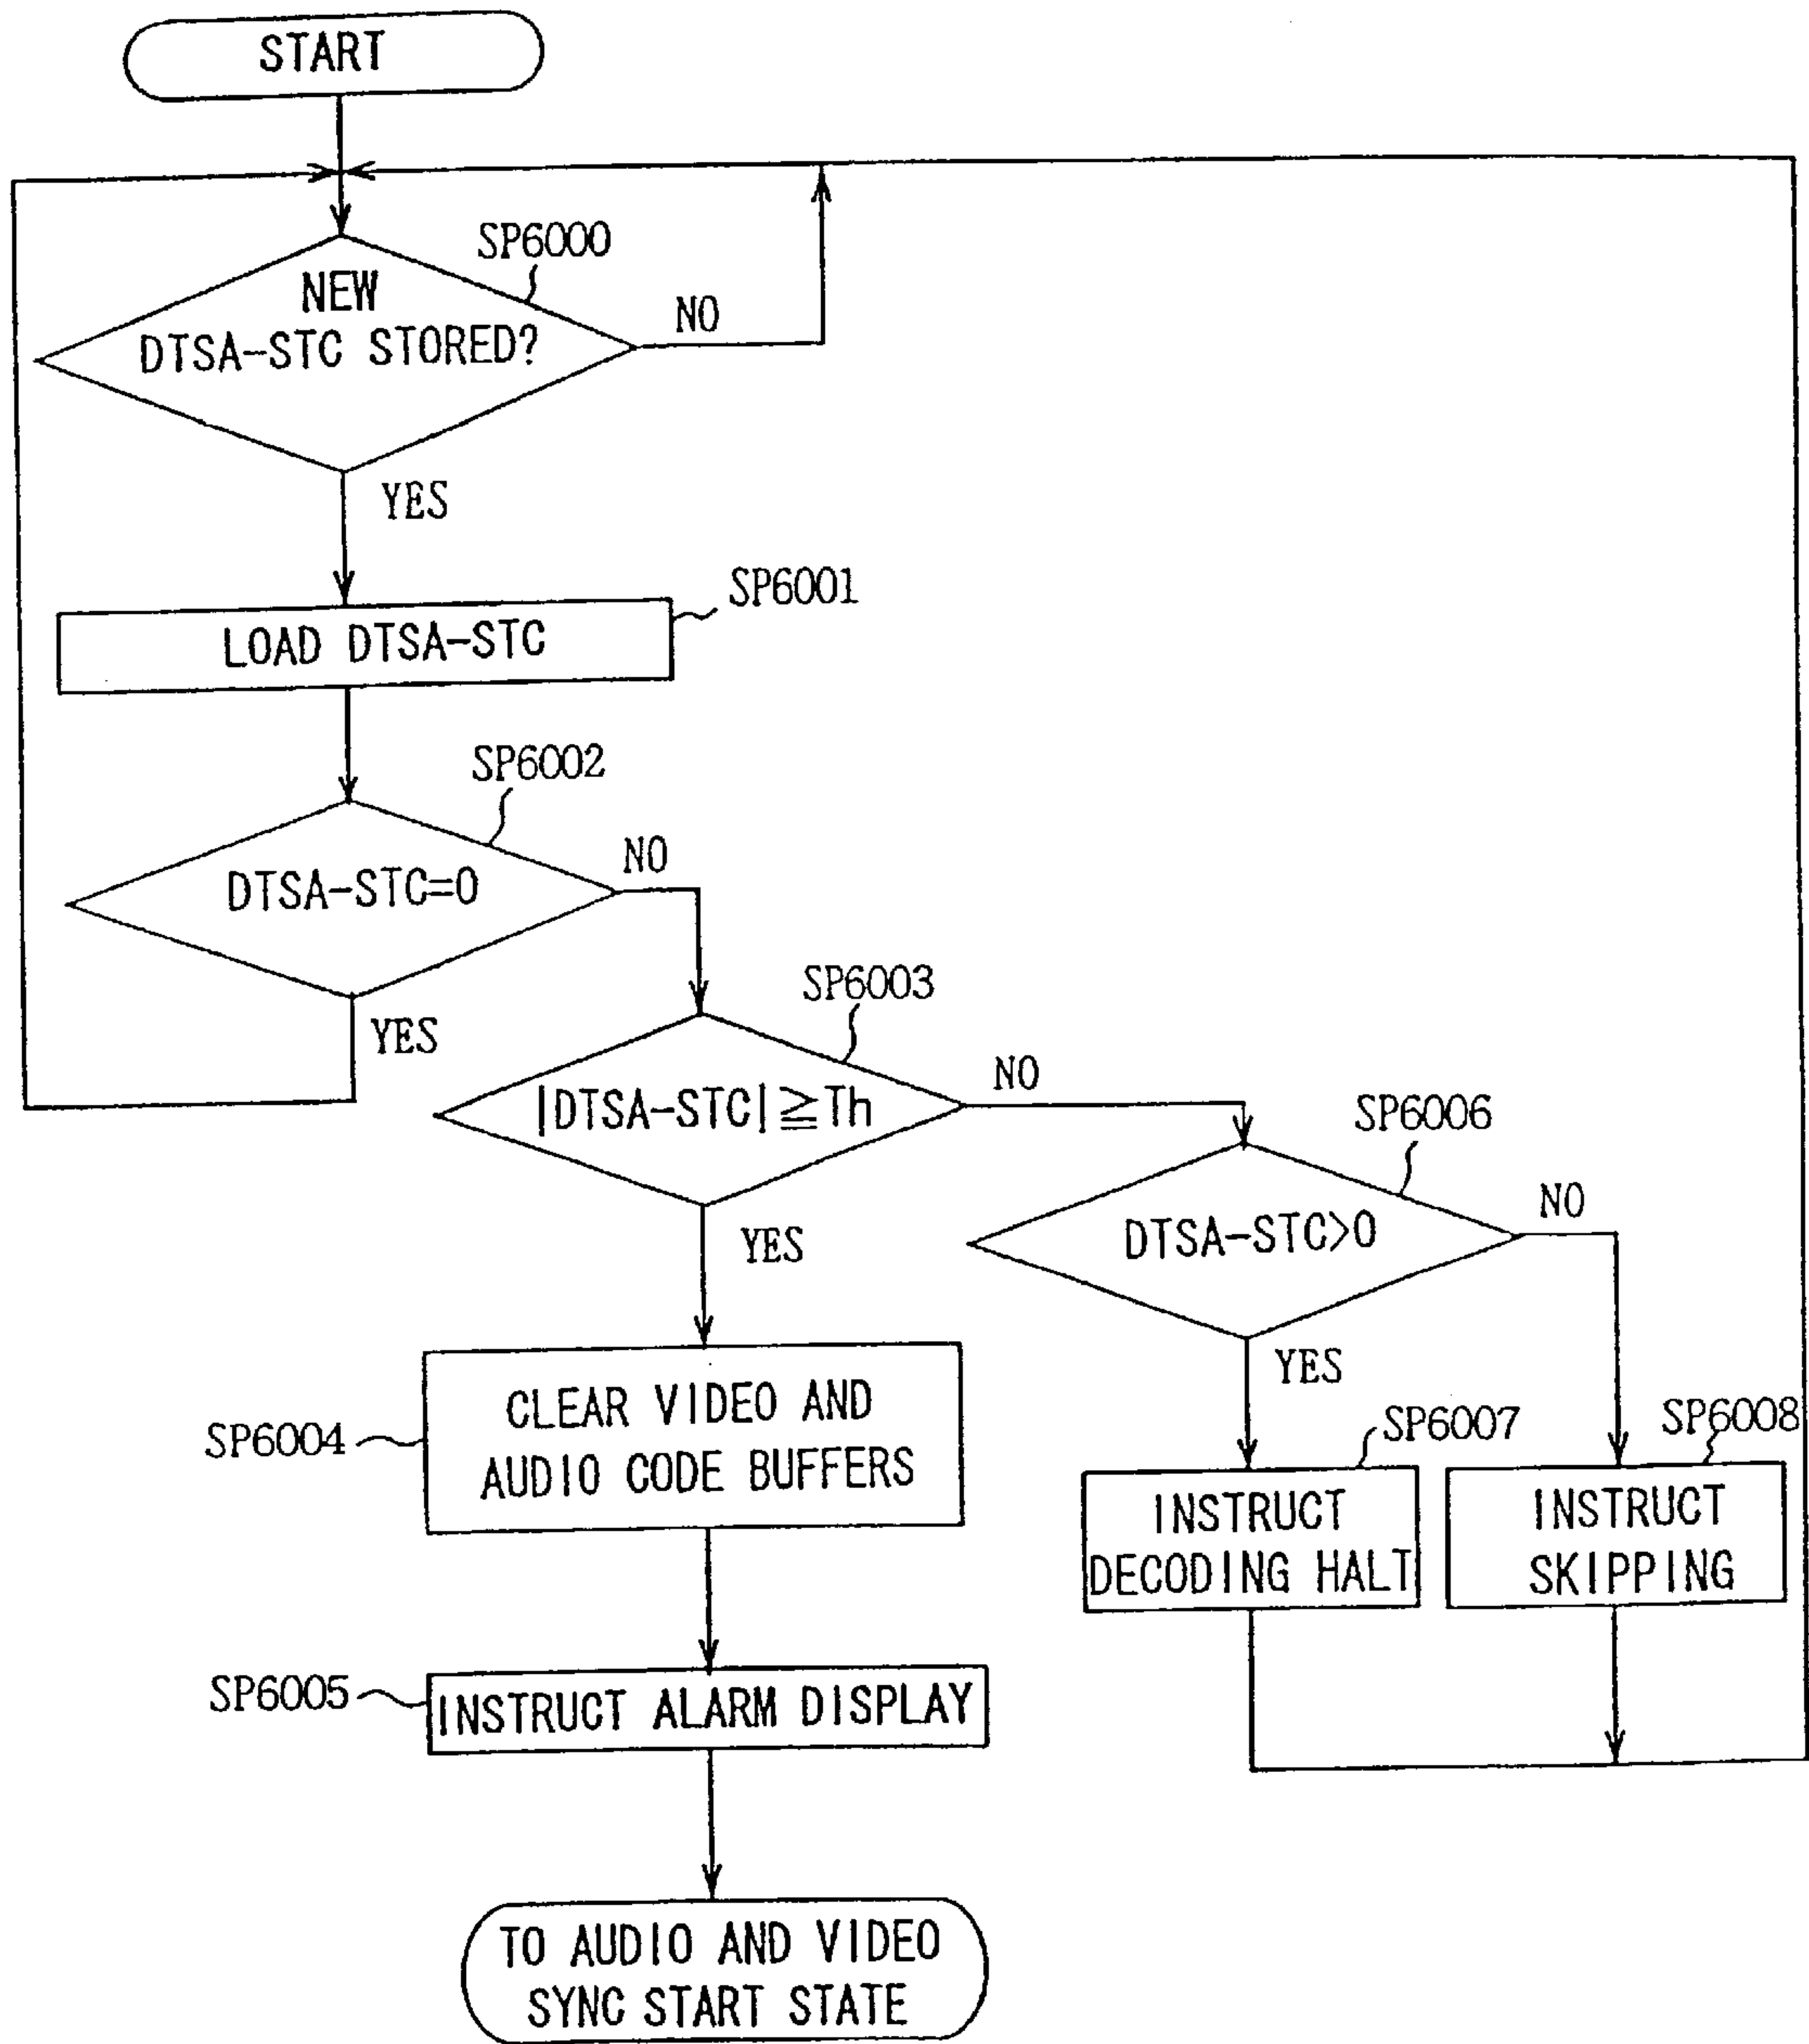 START
SP6000
NEW
DTSA-STC STORED?
NO
YES
SP6001
LOAD DTSA-STC
SP6002
NO
DTSA-STC=0
YES
SP6003
NO
|DTSA-STC|≧Th
YES
SP6006
NO
DTSA-STC>0
YES
SP6004
CLEAR VIDEO AND
AUDIO CODE BUFFERS
SP6007
INSTRUCT
DECODING HALT
SP6008
INSTRUCT
SKIPPING
SP6005
INSTRUCT ALARM DISPLAY
TO AUDIO AND VIDEO
SYNC START STATE